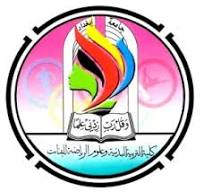 جامعة
بغداد
وقل رب زدني علما
كلية التربية البدنية وعلوم الرياضة للبنات